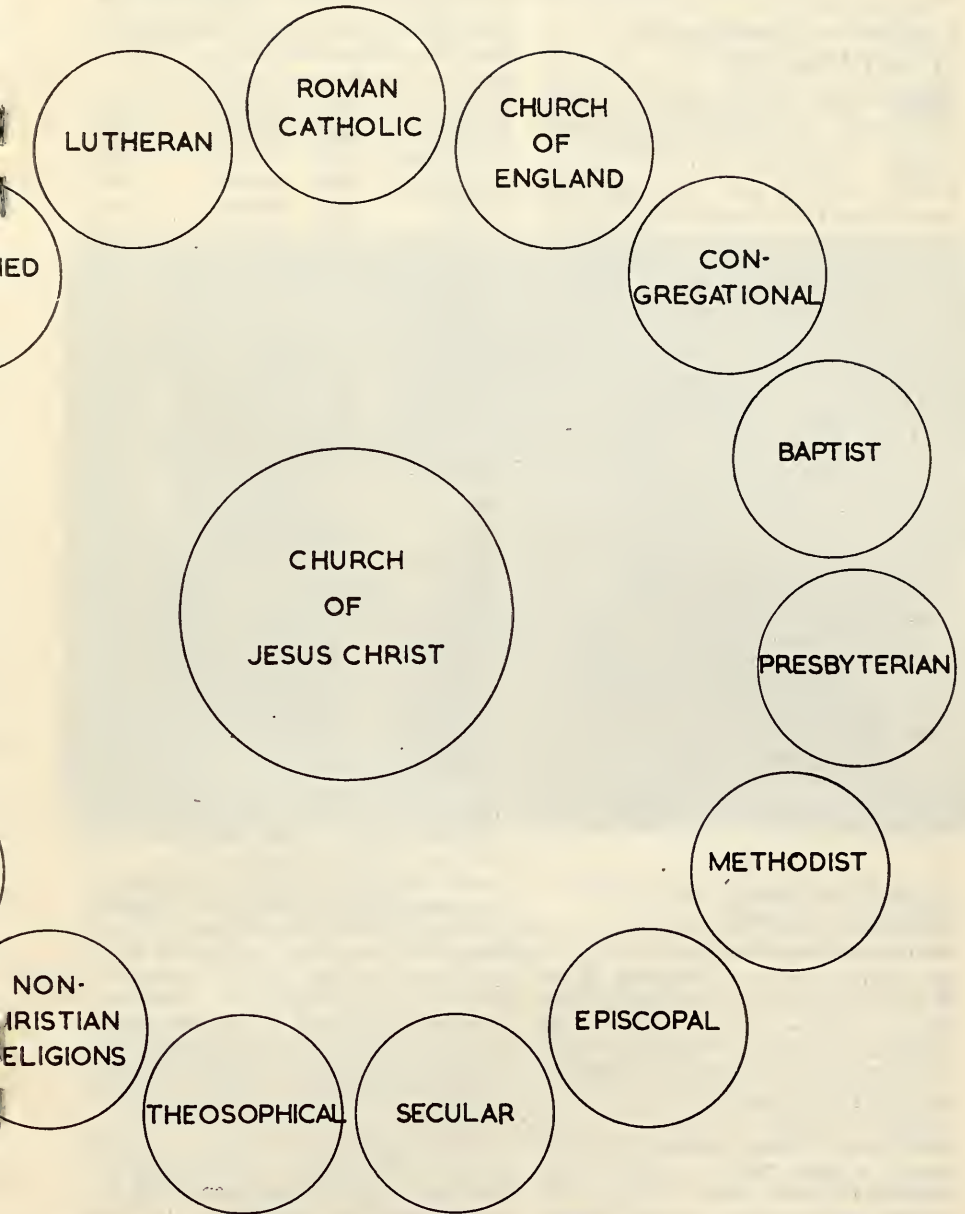 ROMAN
CATHOLIC
LUTHERAN
CHURCH
OF
ENGLAND
CON-
GREGATIONAL
BAPTIST
PRESBYTERIAN
METHODIST
EPISCOPAL
SECULAR
THEOSOPHICAL
NON-
RELIGIONS
CHURCH
OF
JESUS CHRIST